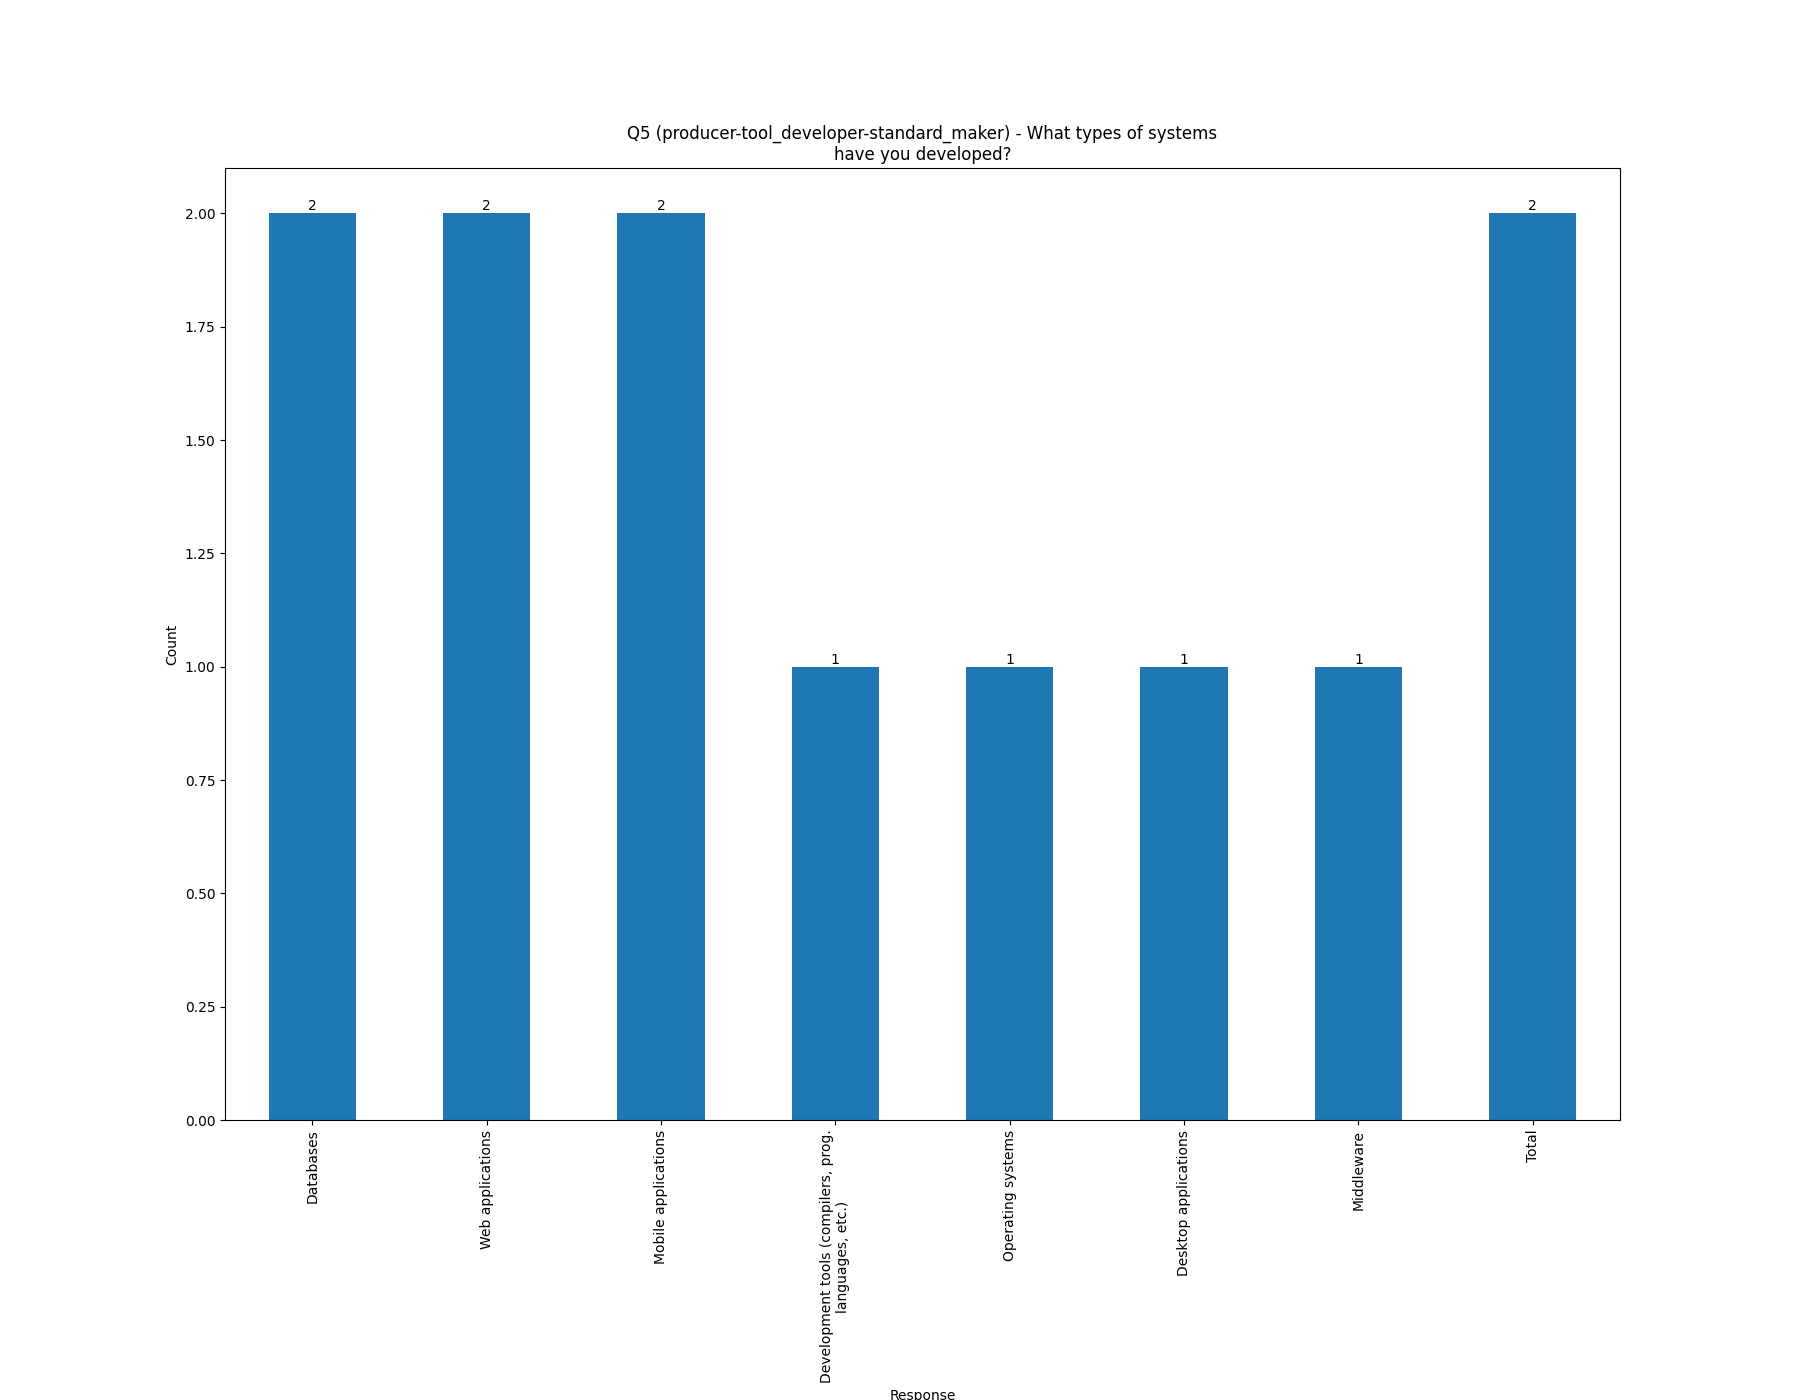 Q5 (producer-tool_developer-standard_maker) - What types of systems
have you developed?
2
2
2
1
1
1
1
2
2.00
1.75
1.50
1.25
1.00
0.75
0.50
0.25
0.00
Count
Databases
Web applications
Mobile applications
Development tools (compilers, prog.
languages, etc.)
Operating systems
Desktop applications
Middleware
Total
Response